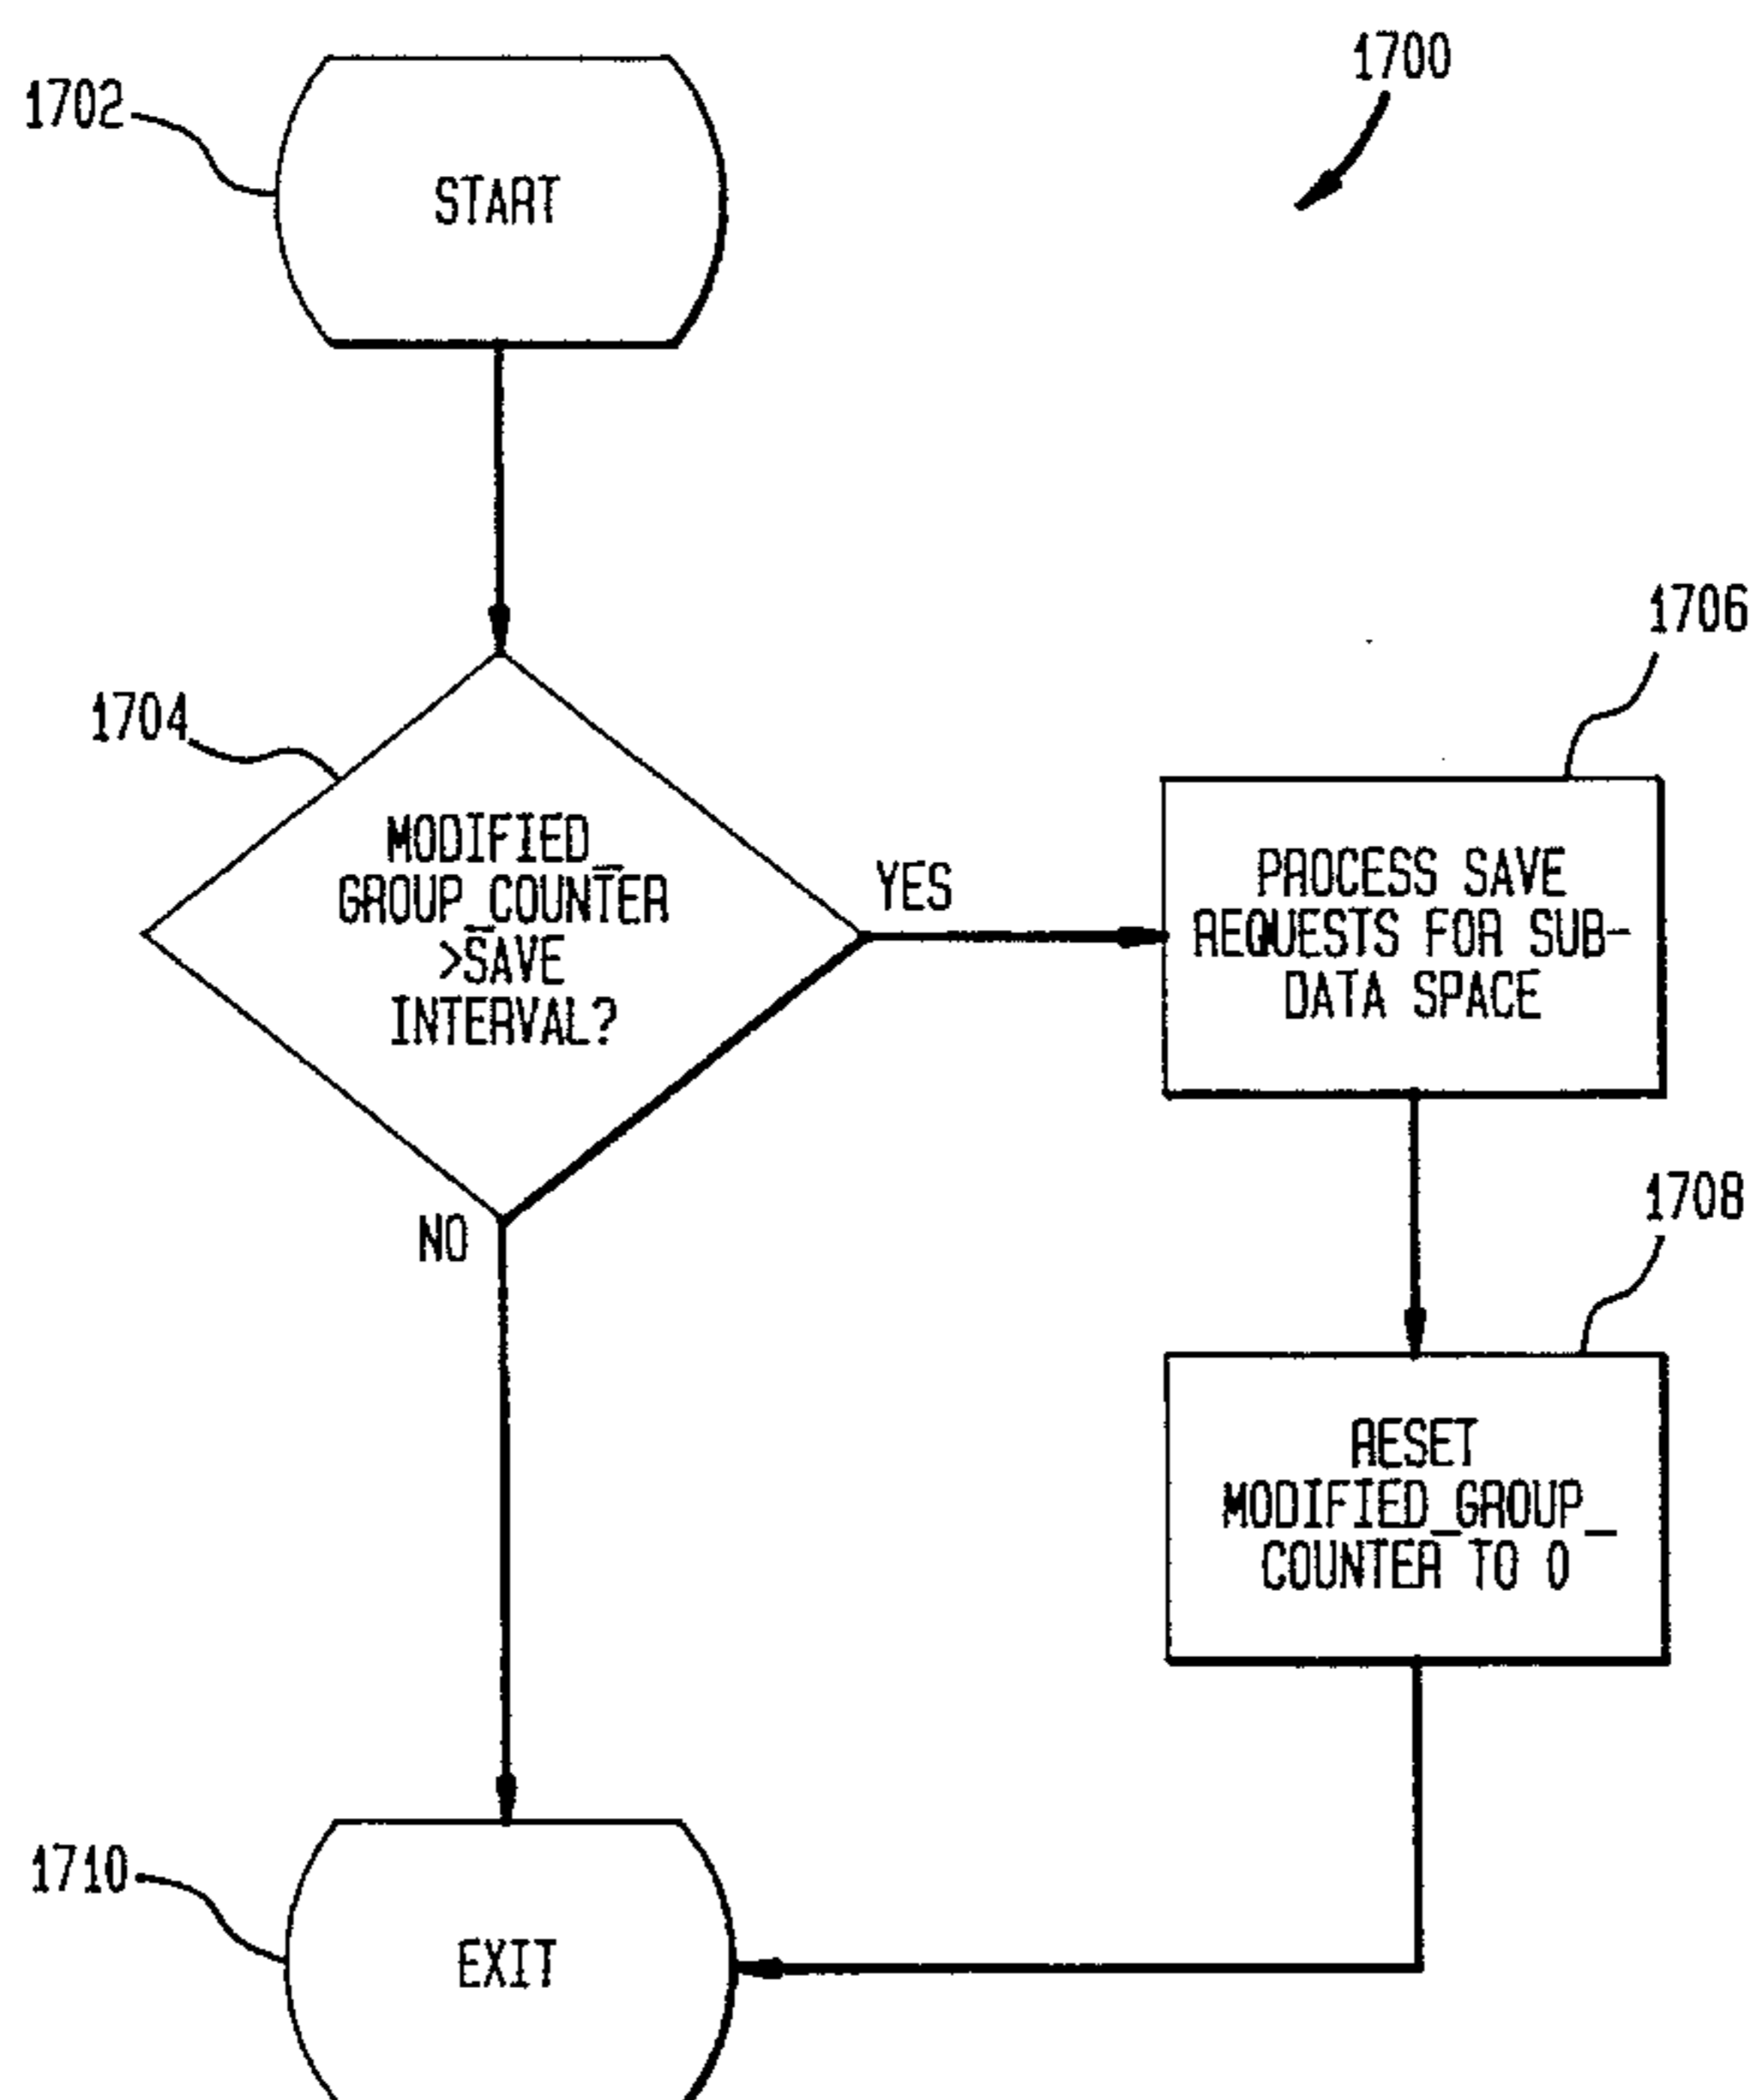 1700
1702
START
1704
MODIFIED_
GROUP_COUNTER
>SAVE
INTERVAL?
YES
NO
1706
PROCESS SAVE
REQUESTS FOR SUB-
DATA SPACE
1708
RESET
MODIFIED_GROUP_
COUNTER TO 0
1710
EXIT